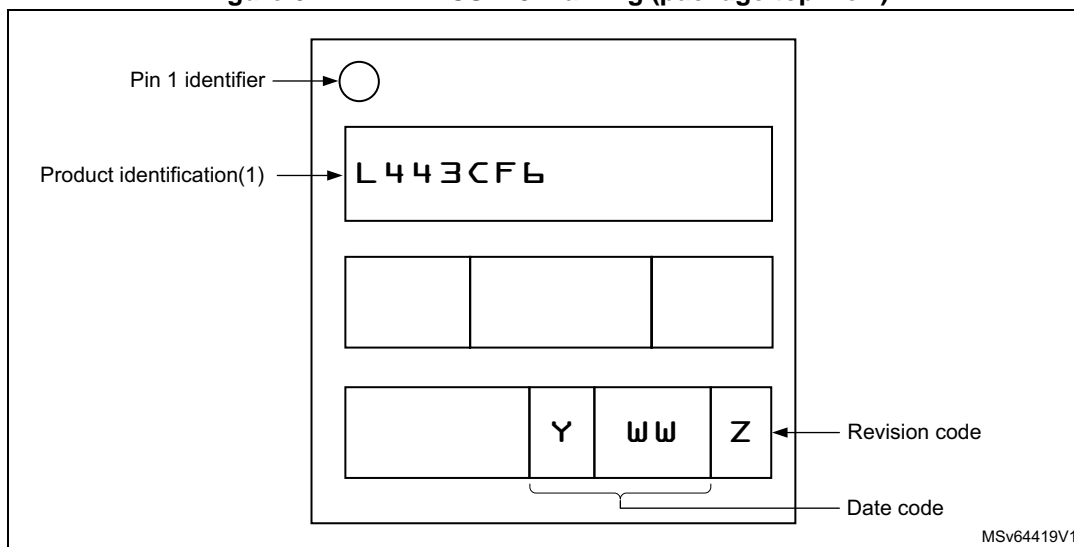 Pin 1 identifier
Product identification(1)
L443CF6
Y WW Z
Revision code
Date code
MSv64419V1